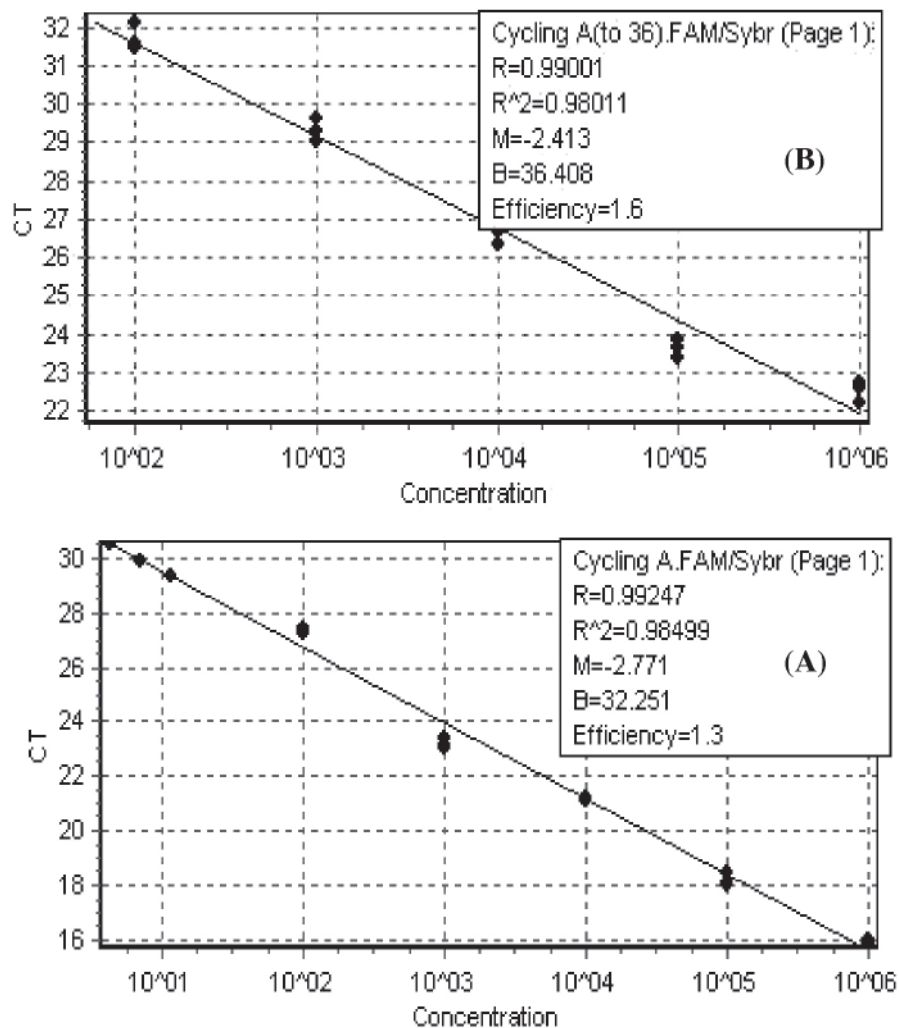 32
31
30
29
28
27
26
25
24
23
22
CT
10^02 10^03 10^04 10^05 10^06
Concentration
Cycling A(to 36).FAM/Sybr (Page 1):
R=0.99001
R^2=0.98011
M=-2.413
B=36.408
Efficiency=1.6
(B)
30
28
26
24
22
20
18
16
CT
10^01 10^02 10^03 10^04 10^05 10^06
Concentration
Cycling A.FAM/Sybr (Page 1):
R=0.99247
R^2=0.98499
M=-2.771
B=32.251
Efficiency=1.3
(A)